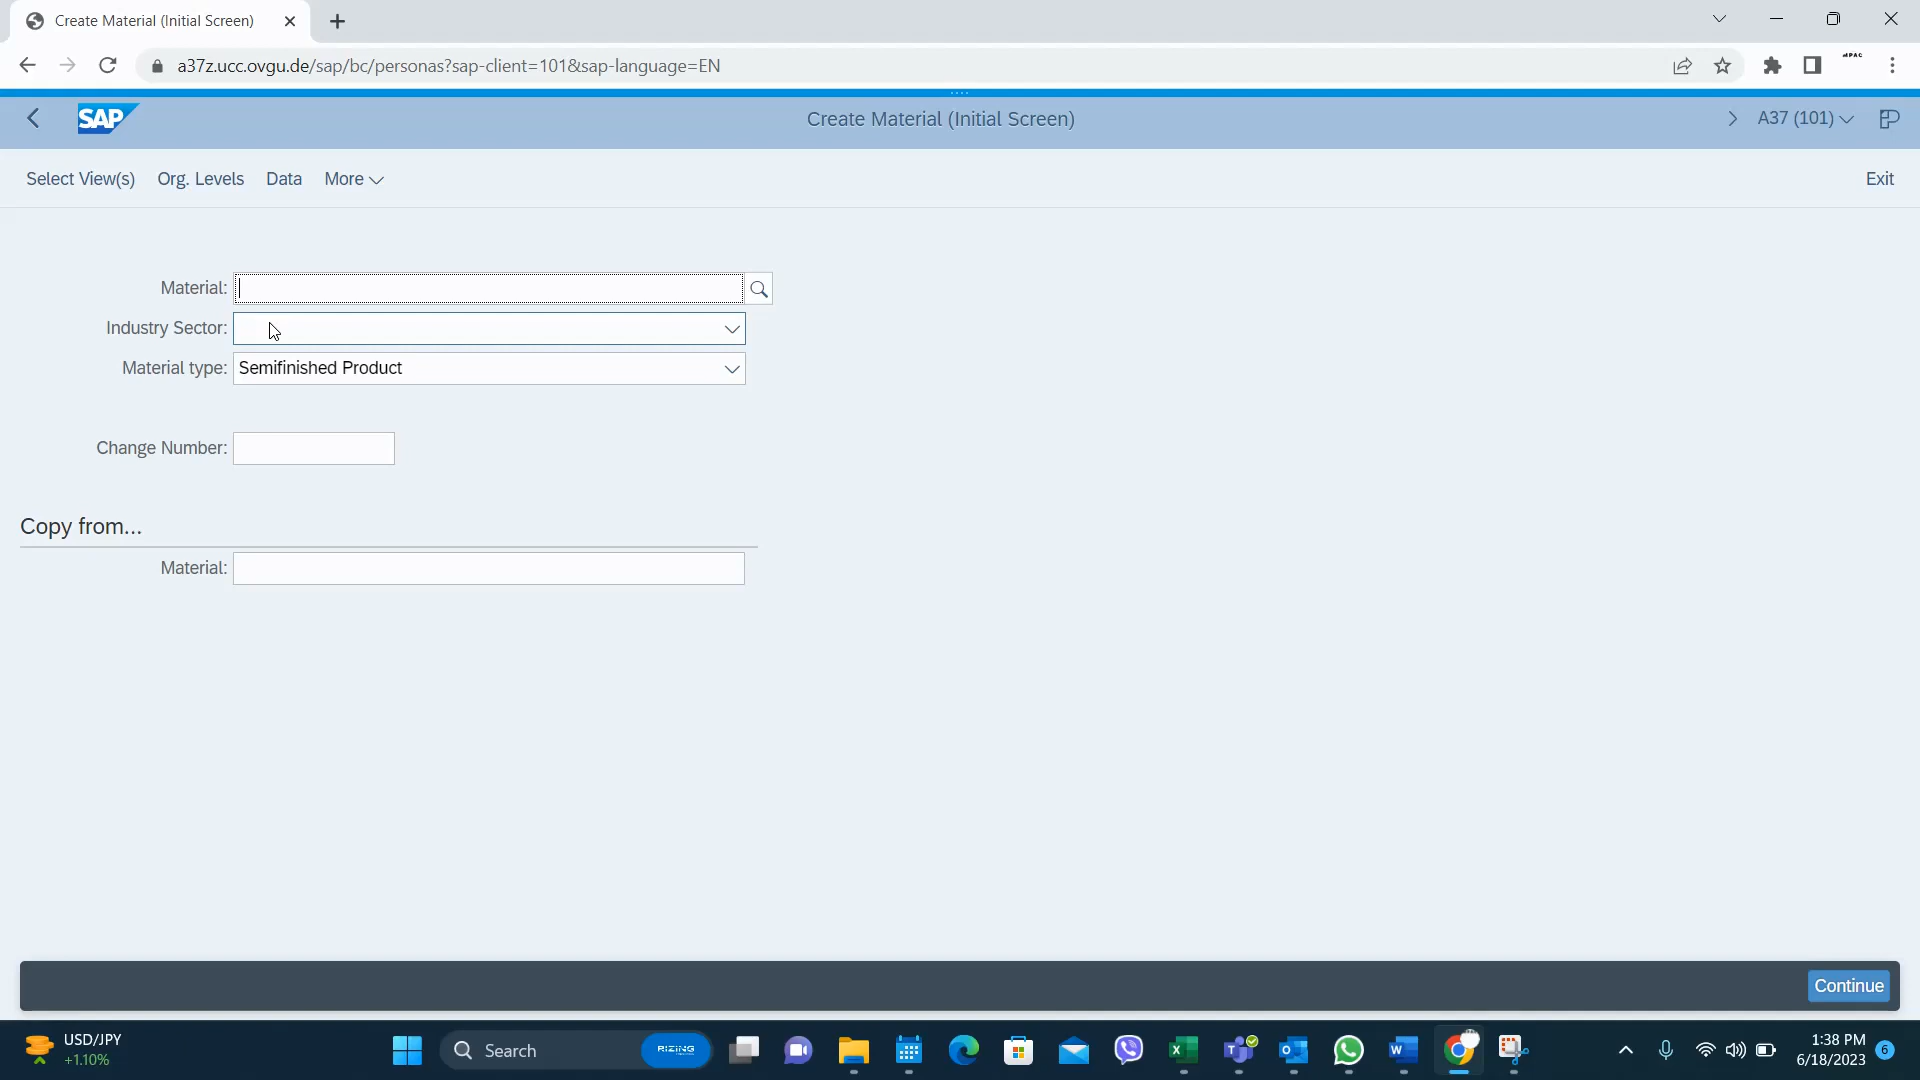 Create Material (Initial Screen)
a37z.ucc.ovgu.de/sap/bc/personas?sap-client=101&sap-language=EN
SAP
Create Material (Initial Screen)
A37 (101)
Select View(s) Org. Levels Data More
Exit
Material:
Industry Sector:
Material type: Semifinished Product
Change Number:
Copy from...
Material:
Continue
USD/JPY
+1.10%
Search
RIZING
1:38 PM
6/18/2023
6